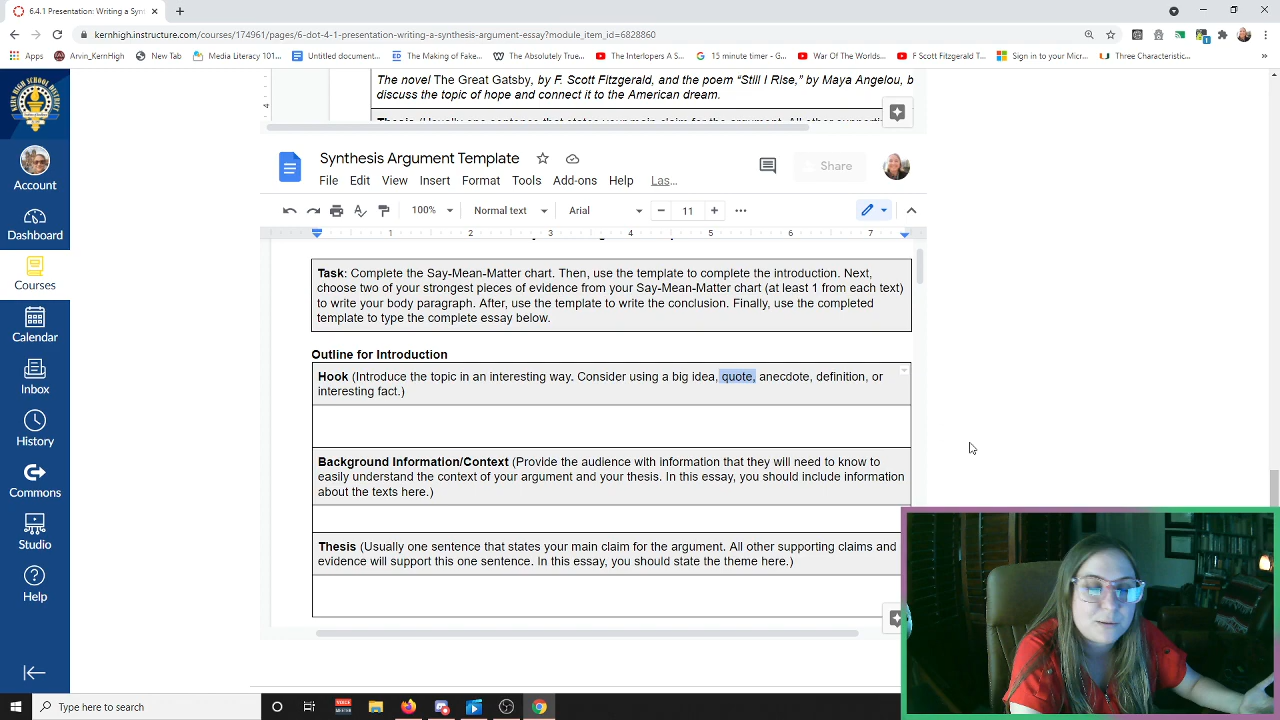 6.4.1 Presentation: Writing a Syn
kernhigh.instructure.com/courses/174961/pages/6-dot-4-1-presentation-writing-a-synthesis-argument-essay?module_item_id=6828860
Apps Arvin_KernHigh New Tab Media Literacy 101... Untitled document... The Making of Fore... The Interlopers A S... 15 minute timer - G... The Absolutely True... War Of The Worlds... F Scott Fitzgerald T... Sign in to your Micr... Three Characteristic...
The novel The Great Gatsby, by F. Scott Fitzgerald, and the poem “Still I Rise,” by Maya Angelou, b
discuss the topic of hope and connect it to the American dream.
Synthesis Argument Template
Share
File Edit View Insert Format Tools Add-ons Help Las...
100% Normal text Arial 11
1 2 3 4 5 6 7
Task: Complete the Say-Mean-Matter chart. Then, use the template to complete the introduction. Next,
choose two of your strongest pieces of evidence from your Say-Mean-Matter chart (at least 1 from each text)
to write your body paragraph. After, use the template to write the conclusion. Finally, use the completed
template to type the complete essay below.
Outline for Introduction
Hook (Introduce the topic in an interesting way. Consider using a big idea, quote, anecdote, definition, or
interesting fact.)
Background Information/Context (Provide the audience with information that they will need to know to
easily understand the context of your argument and your thesis. In this essay, you should include information
about the texts here.)
Thesis (Usually one sentence that states your main claim for the argument. All other supporting claims and
evidence will support this one sentence. In this essay, you should state the theme here.)
Account
Dashboard
Courses
Calendar
Inbox
History
Commons
Studio
Help
Type here to search